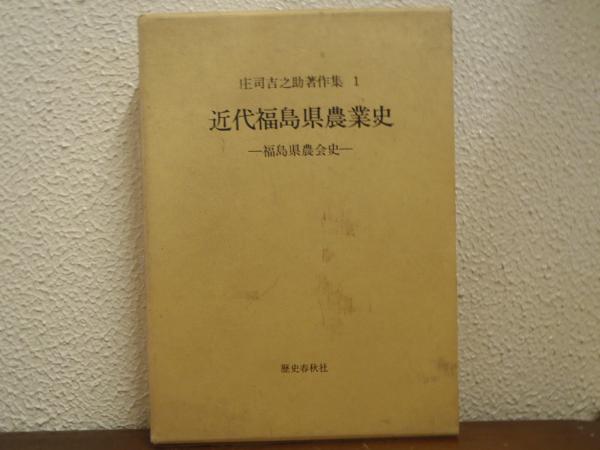 庄司吉之助著作集 1
近代福島県農業史
―福島県農会史―
歴史春秋社